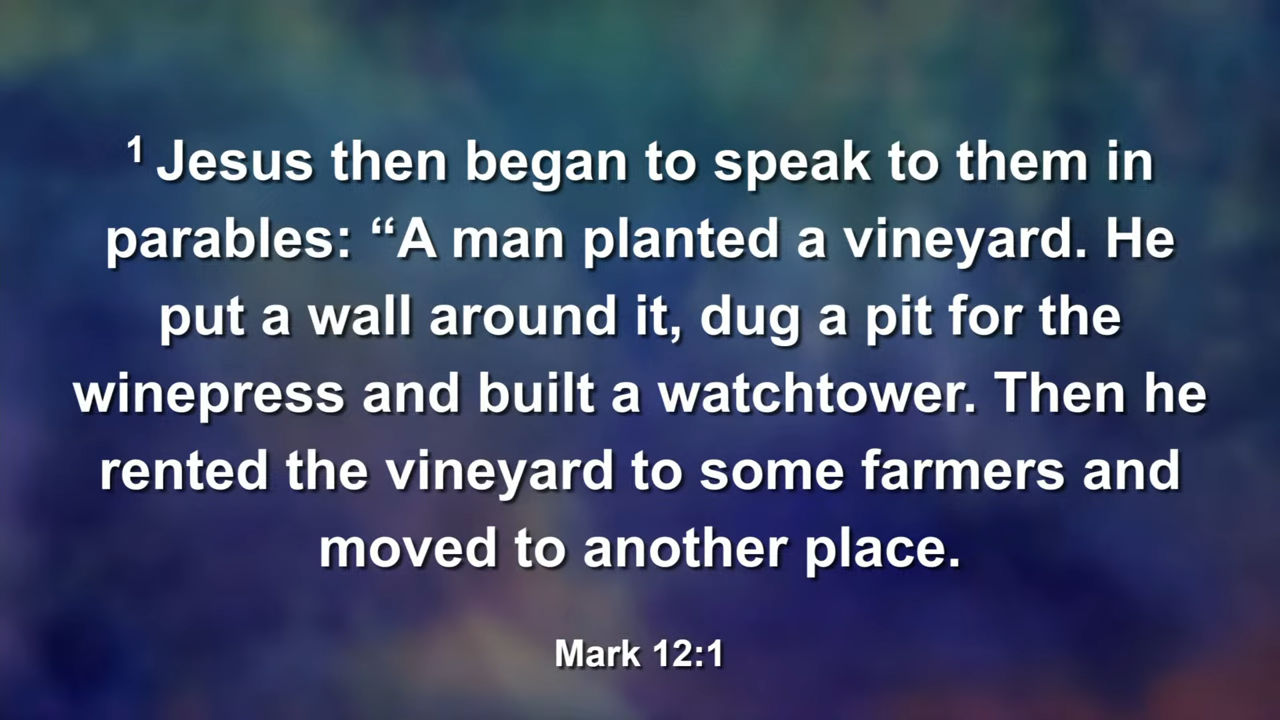 ¹ Jesus then began to speak to them in
parables: “A man planted a vineyard. He
put a wall around it, dug a pit for the
winepress and built a watchtower. Then he
rented the vineyard to some farmers and
moved to another place.
Mark 12:1